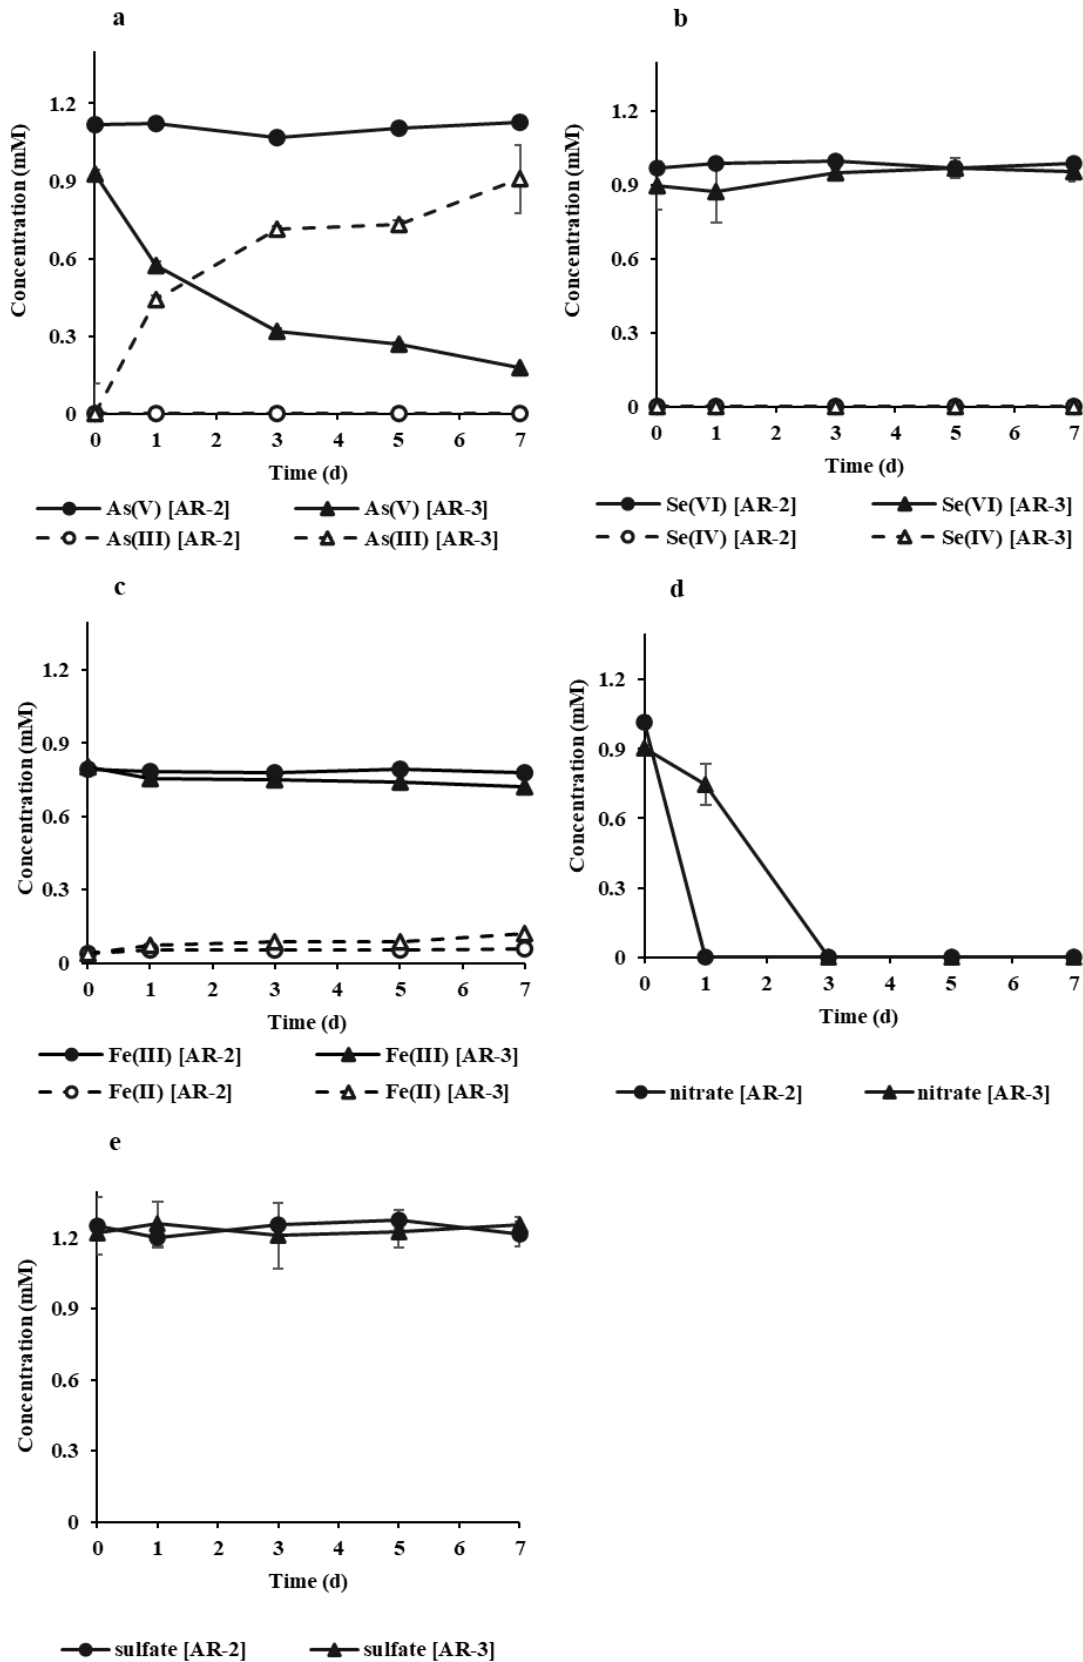 a
Concentration (mM)
1.2
0.9
0.6
0.3
0
0 1 2 3 4 5 6 7
Time (d)
As(V) [AR-2] As(V) [AR-3]
As(III) [AR-2] As(III) [AR-3]
b
Concentration (mM)
1.2
0.9
0.6
0.3
0
0 1 2 3 4 5 6 7
Time (d)
Se(VI) [AR-2] Se(VI) [AR-3]
Se(IV) [AR-2] Se(IV) [AR-3]
c
Concentration (mM)
1.2
0.9
0.6
0.3
0
0 1 2 3 4 5 6 7
Time (d)
Fe(III) [AR-2] Fe(III) [AR-3]
Fe(II) [AR-2] Fe(II) [AR-3]
d
Concentration (mM)
1.2
0.9
0.6
0.3
0
0 1 2 3 4 5 6 7
Time (d)
nitrate [AR-2] nitrate [AR-3]
e
Concentration (mM)
1.2
0.9
0.6
0.3
0
0 1 2 3 4 5 6 7
Time (d)
sulfate [AR-2] sulfate [AR-3]